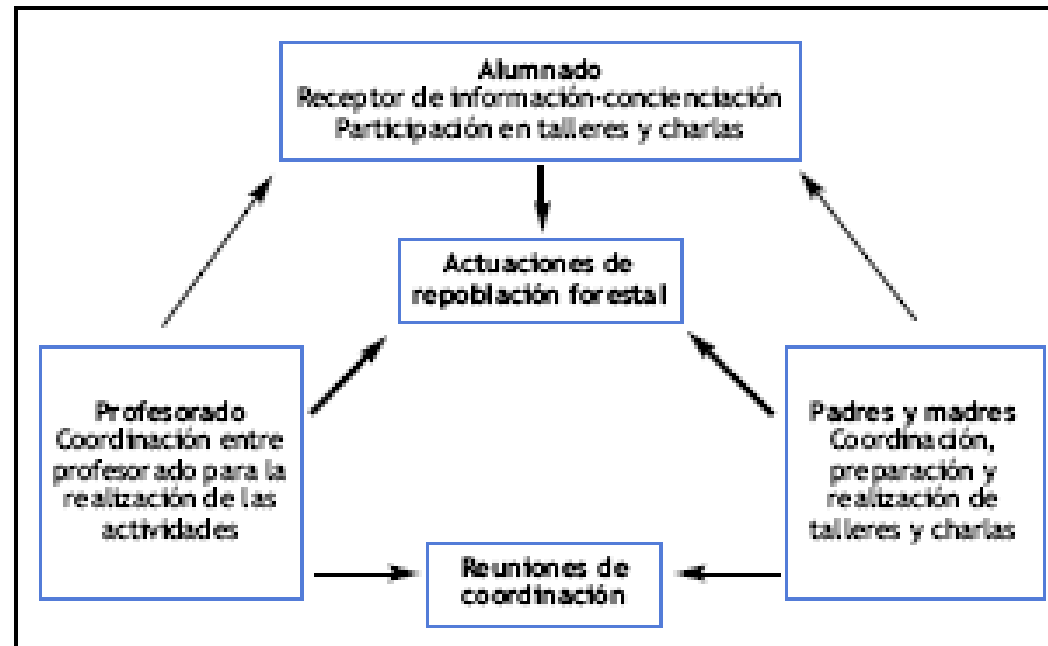 Alumnado
Receptor de información-concienciación
Participación en talleres y charlas
Actuaciones de
repoblación forestal
Profesorado
Coordinación entre
profesorado para la
realización de las
actividades
Padres y madres
Coordinación,
preparación y
realización de
talleres y charlas
Reuniones de
coordinación